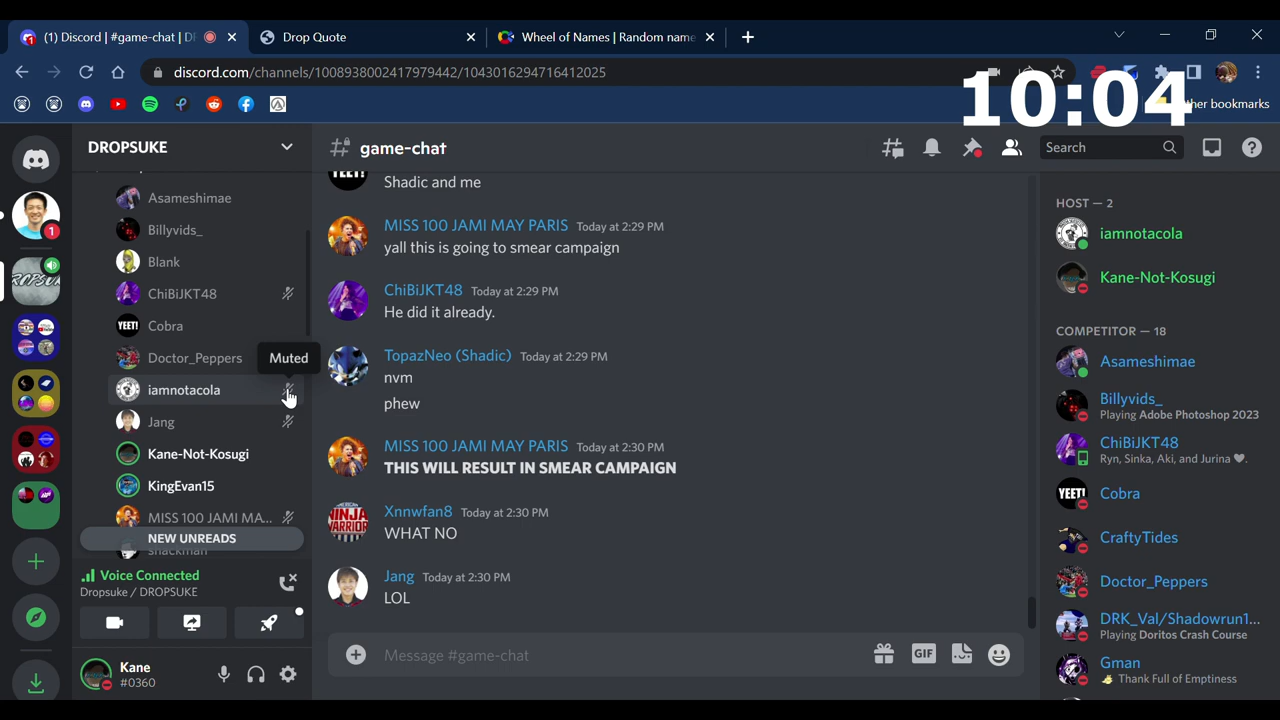 (1) Discord | #game-chat | D
Drop Quote
Wheel of Names | Random name
discord.com/channels/1008938002417979442/1043016294716412025
10:04
ther bookmarks
DROPSUKE
game-chat
Search
Asameshimae
Billyvids_
Blank
ChiBiJKT48
Cobra
Doctor_Peppers
Muted
iamnotacola
Jang
Kane-Not-Kosugi
KingEvan15
MISS 100 JAMI MA...
NEW UNREADS
Voice Connected
Dropsuke / DROPSUKE
Kane
#0360
YEET!
Shadic and me
MISS 100 JAMI MAY PARIS Today at 2:29 PM
yall this is going to smear campaign
ChiBiJKT48 Today at 2:29 PM
He did it already.
TopazNeo (Shadic) Today at 2:29 PM
nvm
phew
MISS 100 JAMI MAY PARIS Today at 2:30 PM
THIS WILL RESULT IN SMEAR CAMPAIGN
Xnnwfan8 Today at 2:30 PM
WHAT NO
Jang Today at 2:30 PM
LOL
Message #game-chat
GIF
HOST — 2
iamnotacola
Kane-Not-Kosugi
COMPETITOR — 18
Asameshimae
Billyvids_
Playing Adobe Photoshop 2023
ChiBiJKT48
Ryn, Sinka, Aki, and Jurina
Cobra
CraftyTides
Doctor_Peppers
DRK_Val/Shadowrun1...
Playing Doritos Crash Course
Gman
Thank Full of Emptiness